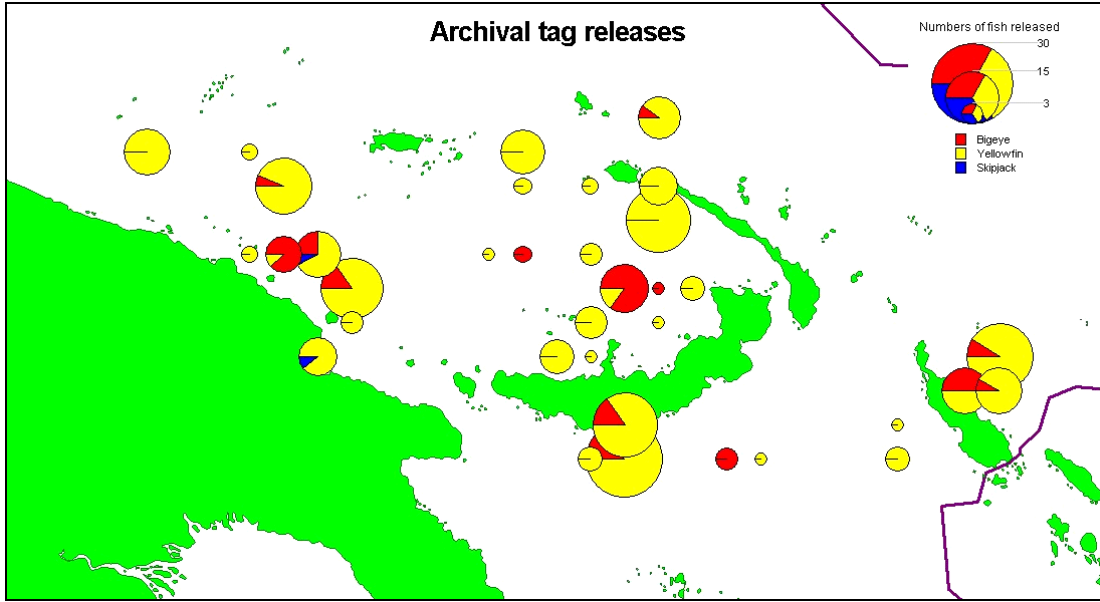 Archival tag releases
Numbers of fish released
30
15
3
Bigeye
Yellowfin
Skipjack